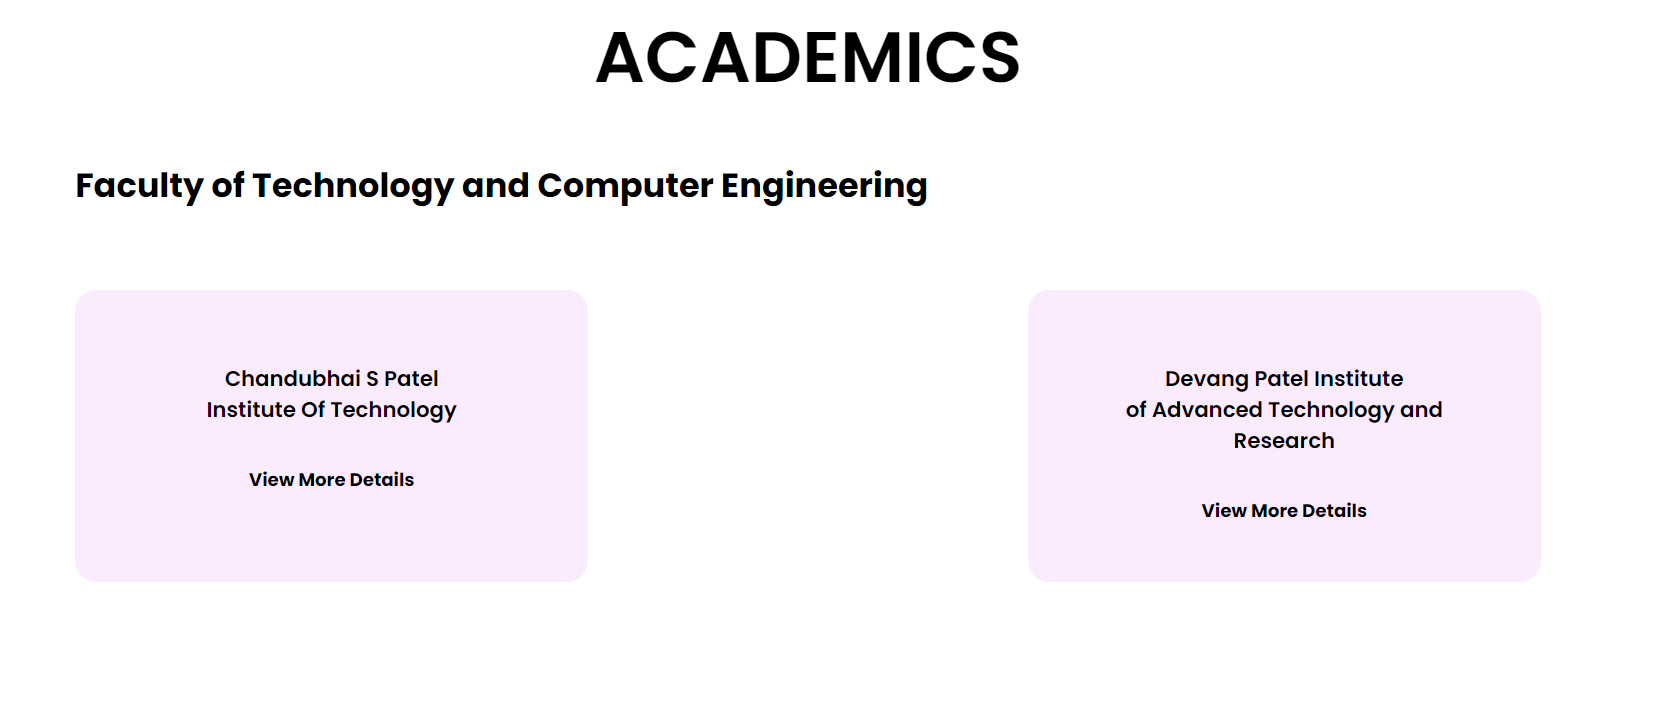 ACADEMICS
Faculty of Technology and Computer Engineering
Chandubhai S Patel
Institute Of Technology
View More Details
Devang Patel Institute
of Advanced Technology and
Research
View More Details